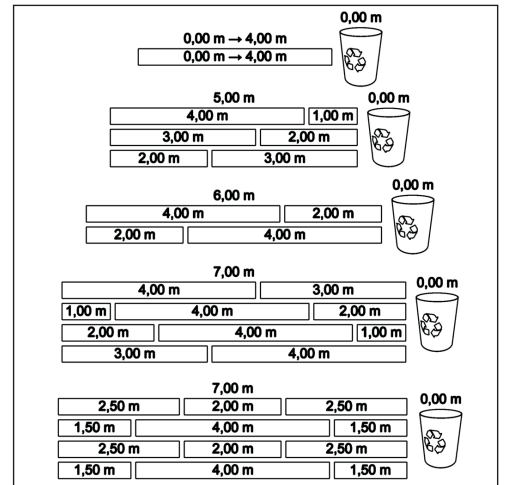 0,00 m
0,00 m → 4,00 m
0,00 m → 4,00 m
5,00 m 0,00 m
4,00 m 1,00 m
3,00 m 2,00 m
2,00 m 3,00 m
6,00 m 0,00 m
4,00 m 2,00 m
2,00 m 4,00 m
7,00 m 0,00 m
4,00 m 3,00 m
1,00 m 4,00 m 2,00 m
2,00 m 4,00 m 1,00 m
3,00 m 4,00 m
7,00 m 0,00 m
2,50 m 2,00 m 2,50 m
1,50 m 4,00 m 1,50 m
2,50 m 2,00 m 2,50 m
1,50 m 4,00 m 1,50 m